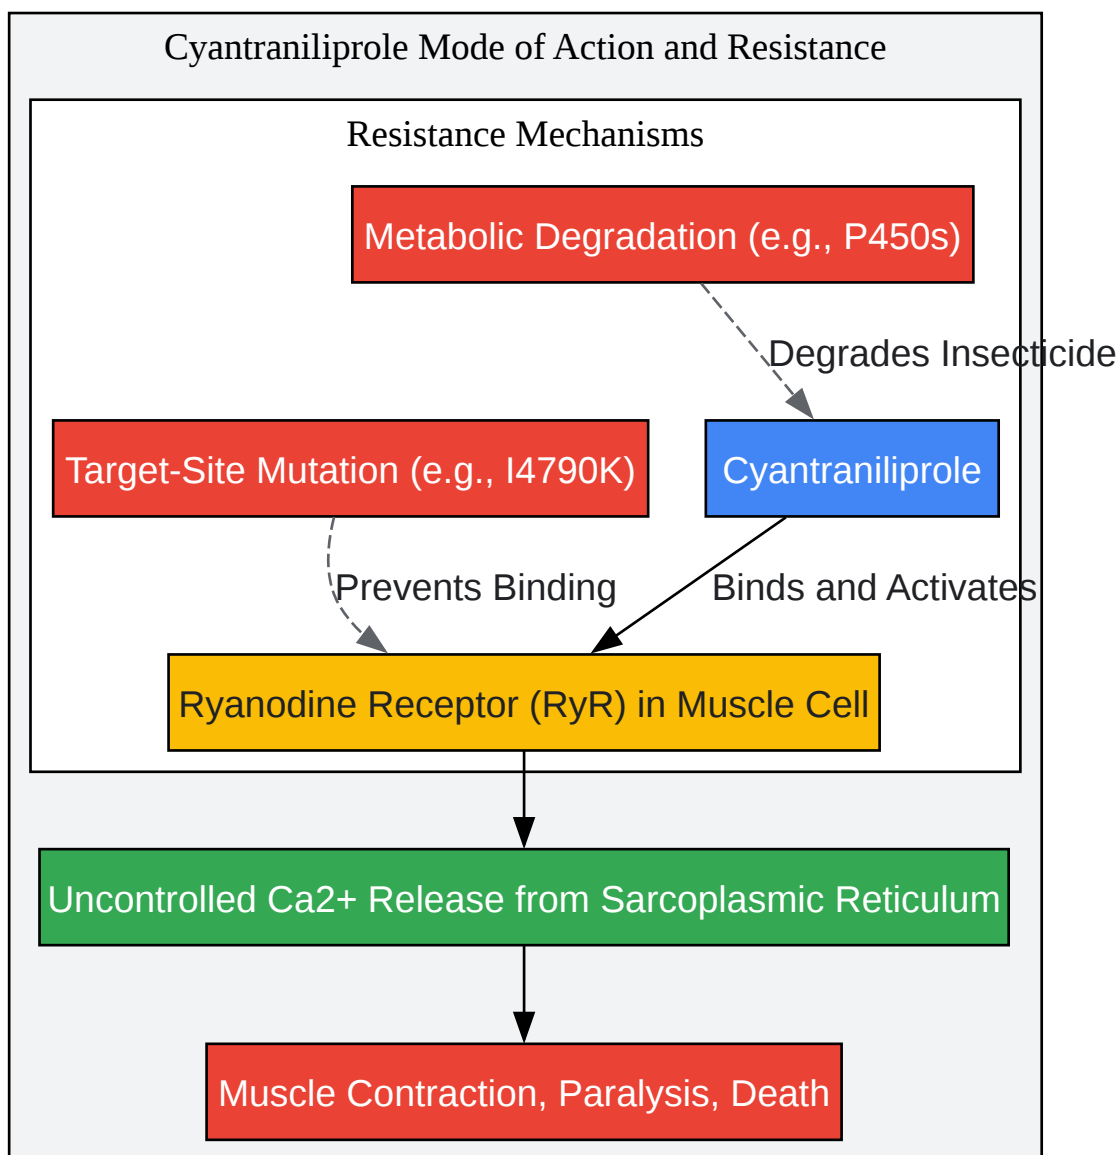 Cyantraniliprole Mode of Action and Resistance
Resistance Mechanisms
Metabolic Degradation (e.g., P450s)
Degrades Insecticide
Target-Site Mutation (e.g., I4790K)
Cyantraniliprole
Prevents Binding
Binds and Activates
Ryanodine Receptor (RyR) in Muscle Cell
Uncontrolled Ca2+ Release from Sarcoplasmic Reticulum
Muscle Contraction, Paralysis, Death